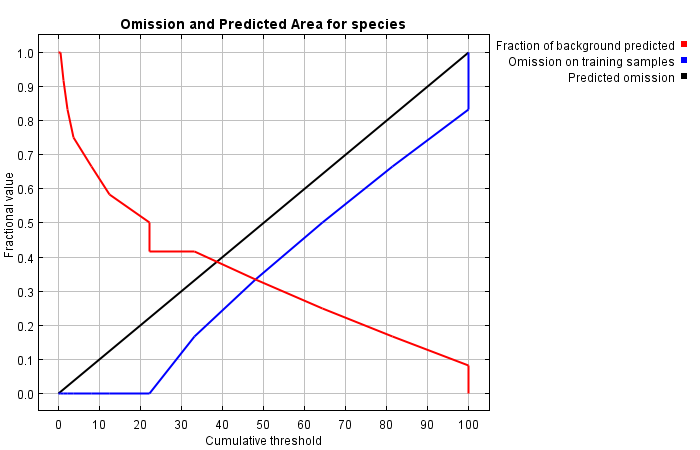 Omission and Predicted Area for species
Fraction of background predicted
Omission on training samples
Predicted omission
Fractional value
1.0
0.9
0.8
0.7
0.6
0.5
0.4
0.3
0.2
0.1
0.0
0 10 20 30 40 50 60 70 80 90 100
Cumulative threshold